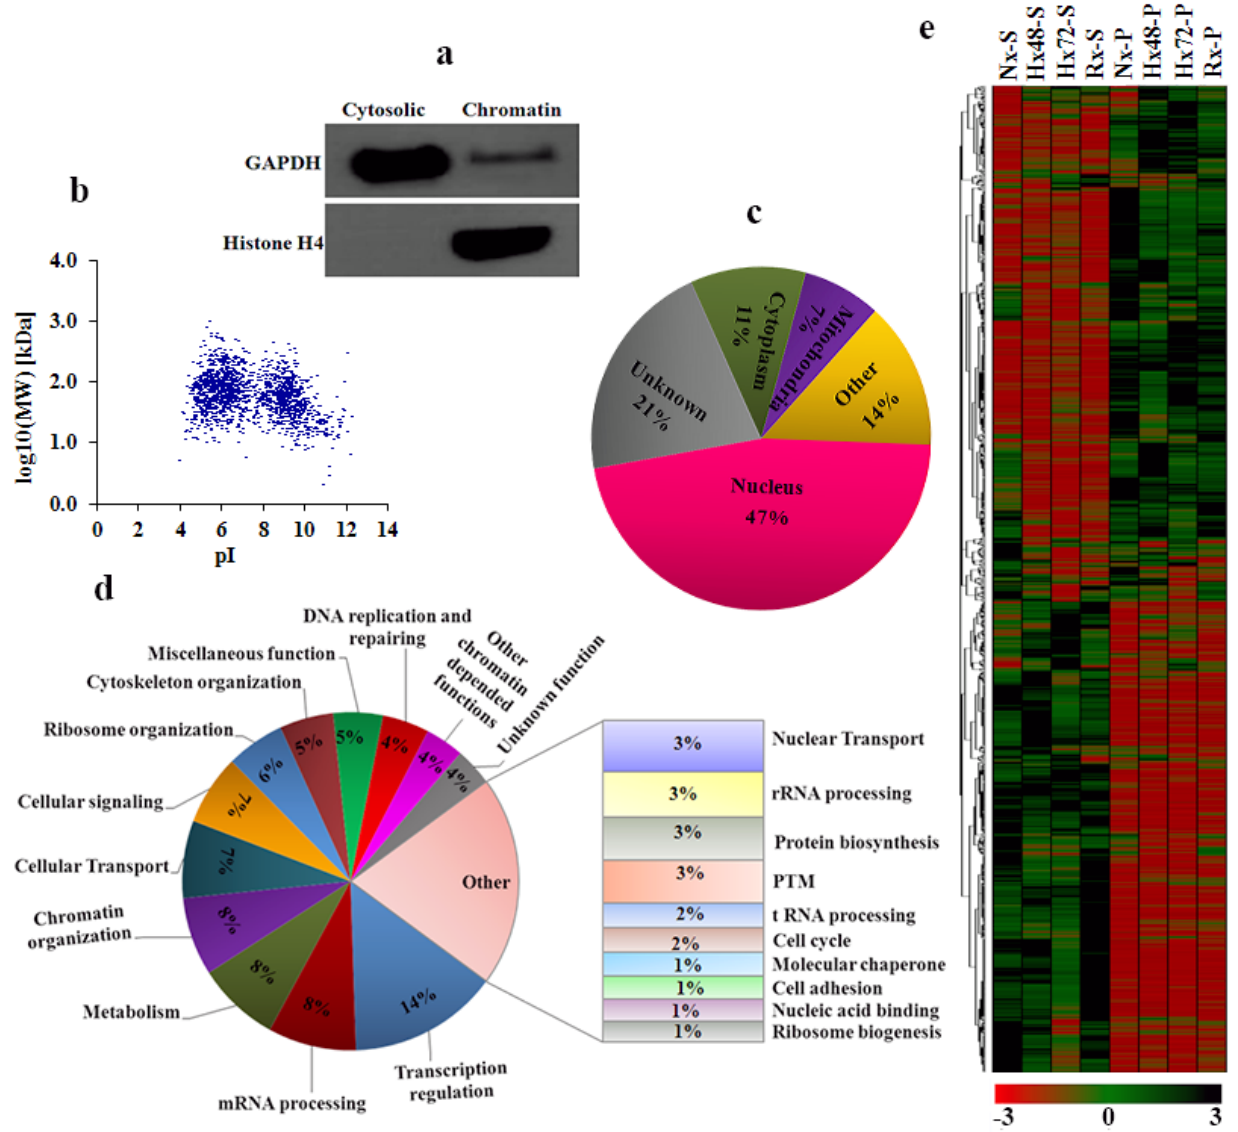 a
Cytosolic
Chromatin
GAPDH
Histone H4
b
4.0
3.0
2.0
1.0
0.0
log10(MW) [kDa]
0
2
4
6
8
10
12
14
pI
c
Cytoplasm
11%
Mitochondria
7%
Other
14%
Unknown
21%
Nucleus
47%
d
DNA replication and
repairing
Other
chromatin
depended
functions
Unknown function
Miscellaneous function
Cytoskeleton organization
Ribosome organization
Cellular signaling
Cellular Transport
Chromatin
organization
Metabolism
mRNA processing
Transcription
regulation
5%
5%
4%
4%
4%
6%
7%
7%
8%
8%
8%
14%
Other
3%
Nuclear Transport
3%
rRNA processing
3%
Protein biosynthesis
3%
PTM
2%
t RNA processing
2%
Cell cycle
1%
Molecular chaperone
1%
Cell adhesion
1%
Nucleic acid binding
1%
Ribosome biogenesis
e
Nx-S
Hx48-S
Hx72-S
Rx-S
Nx-P
Hx48-P
Hx72-P
Rx-P
-3
0
3